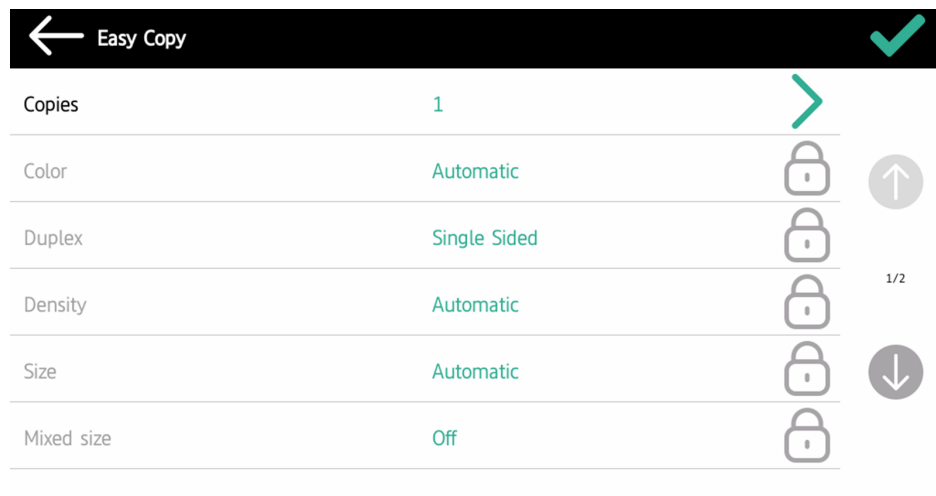 Easy Copy
Copies 1
Color Automatic
Duplex Single Sided
Density Automatic
Size Automatic
Mixed size Off
1/2